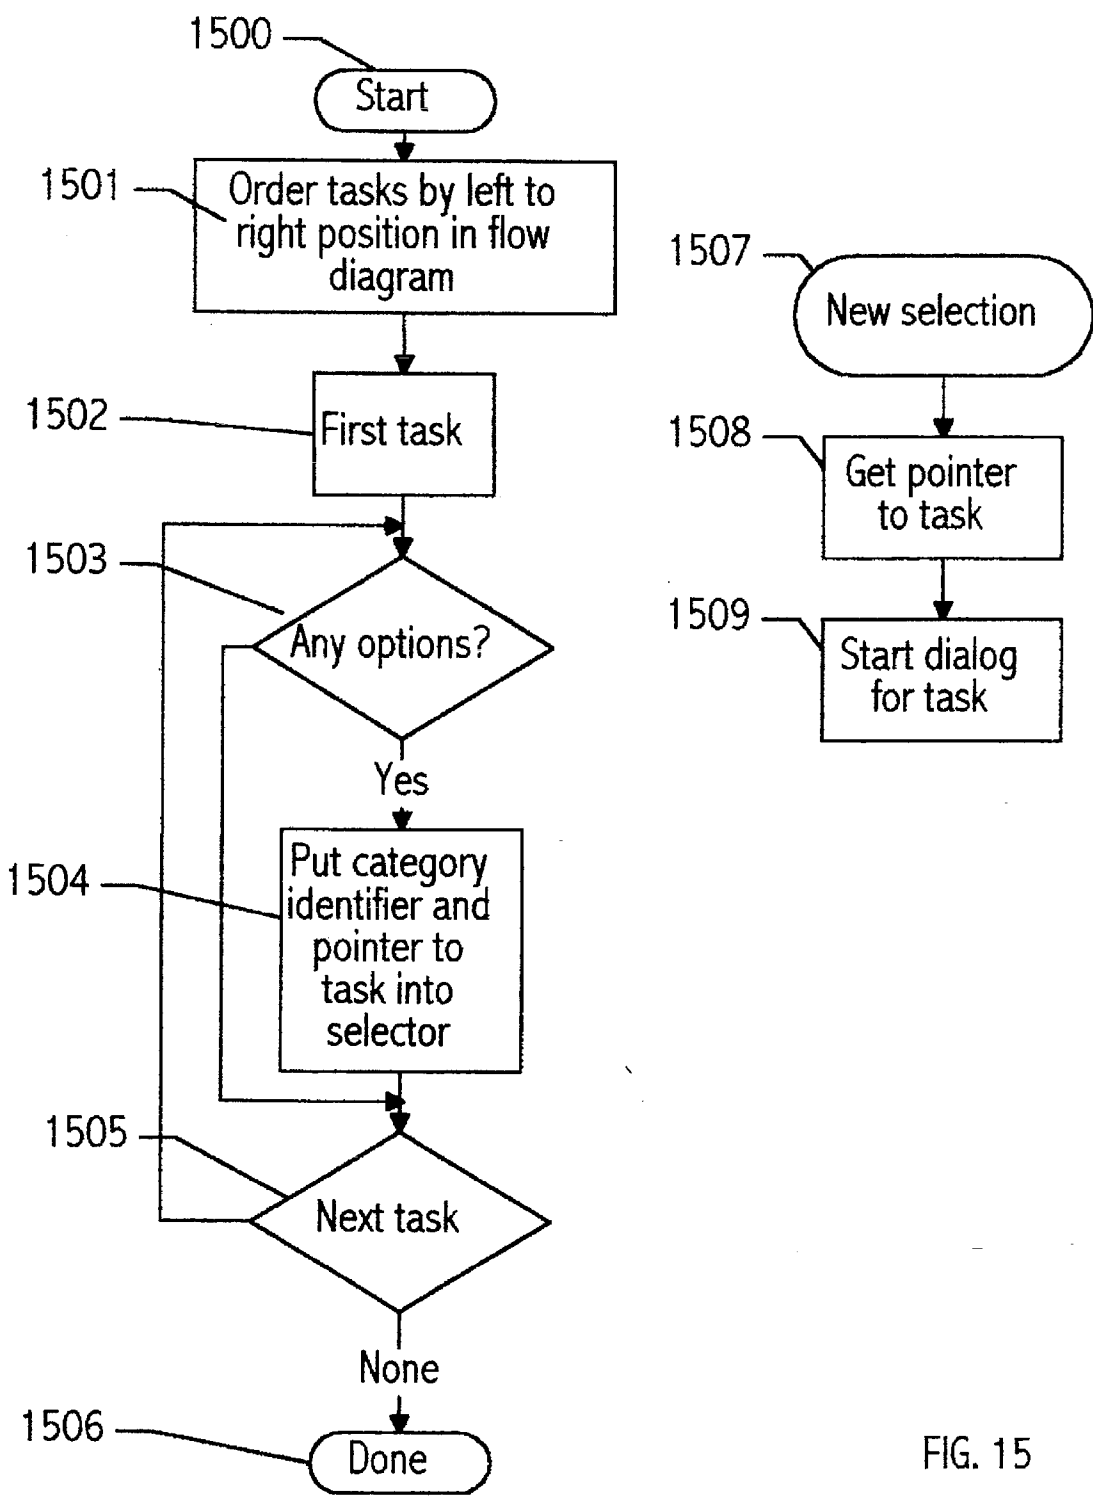 1500
Start
1501
Order tasks by left to
right position in flow
diagram
1502
First task
1503
Any options?
Yes
1504
Put category
identifier and
pointer to
task into
selector
1505
Next task
None
1506
Done
1507
New selection
1508
Get pointer
to task
1509
Start dialog
for task
FIG. 15